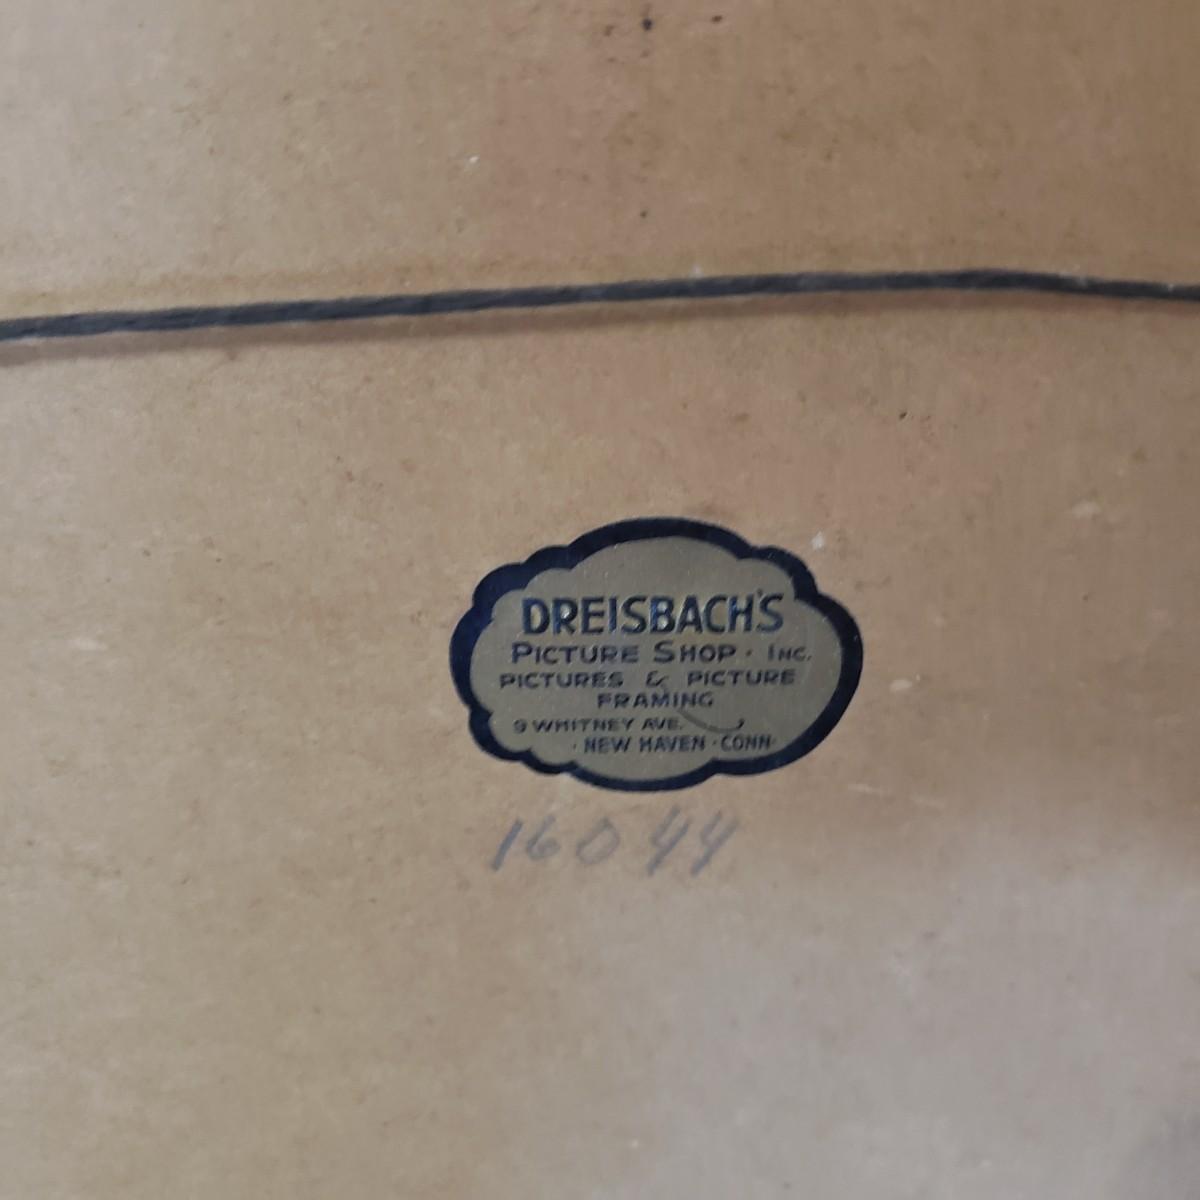 DREISBACH'S
PICTURE SHOP · INC.
PICTURES & PICTURE
FRAMING
9 WHITNEY AVE.
· NEW HAVEN · CONN·
16044